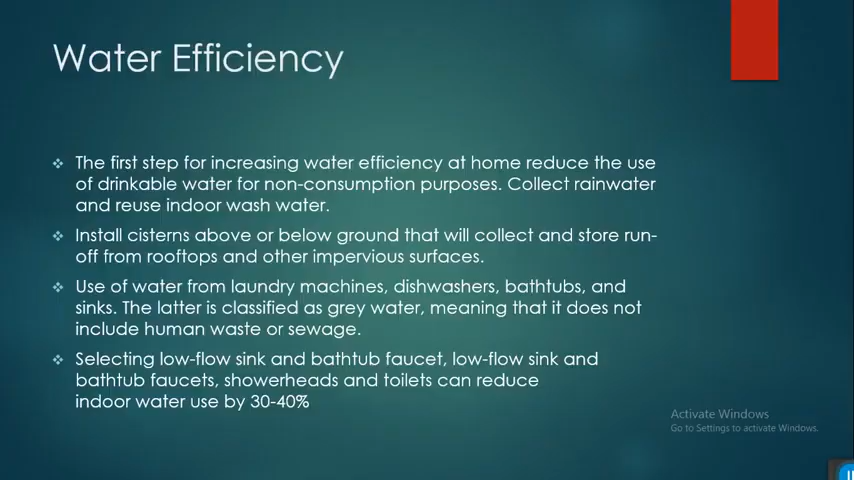 Water Efficiency
The first step for increasing water efficiency at home reduce the use
of drinkable water for non-consumption purposes. Collect rainwater
and reuse indoor wash water.
Install cisterns above or below ground that will collect and store run-
off from rooftops and other impervious surfaces.
Use of water from laundry machines, dishwashers, bathtubs, and
sinks. The latter is classified as grey water, meaning that it does not
include human waste or sewage.
Selecting low-flow sink and bathtub faucet, low-flow sink and
bathtub faucets, showerheads and toilets can reduce
indoor water use by 30-40%
Activate Windows
Go to Settings to activate Windows.